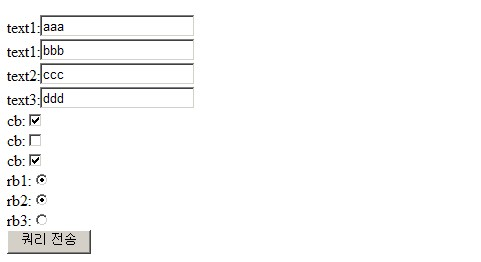 text1: aaa
text1: bbb
text2: ccc
text3: ddd
cb:
cb:
cb:
rb1:
rb2:
rb3:
쿼리 전송